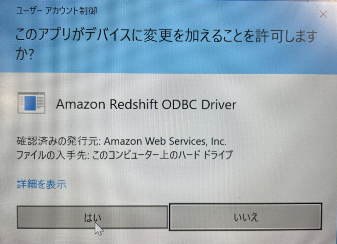 ユーザー アカウント制御
このアプリがデバイスに変更を加えることを許可します
か?
Amazon Redshift ODBC Driver
確認済みの発行元: Amazon Web Services, Inc.
ファイルの入手先: このコンピューター上のハード ドライブ
詳細を表示
はい
いいえ